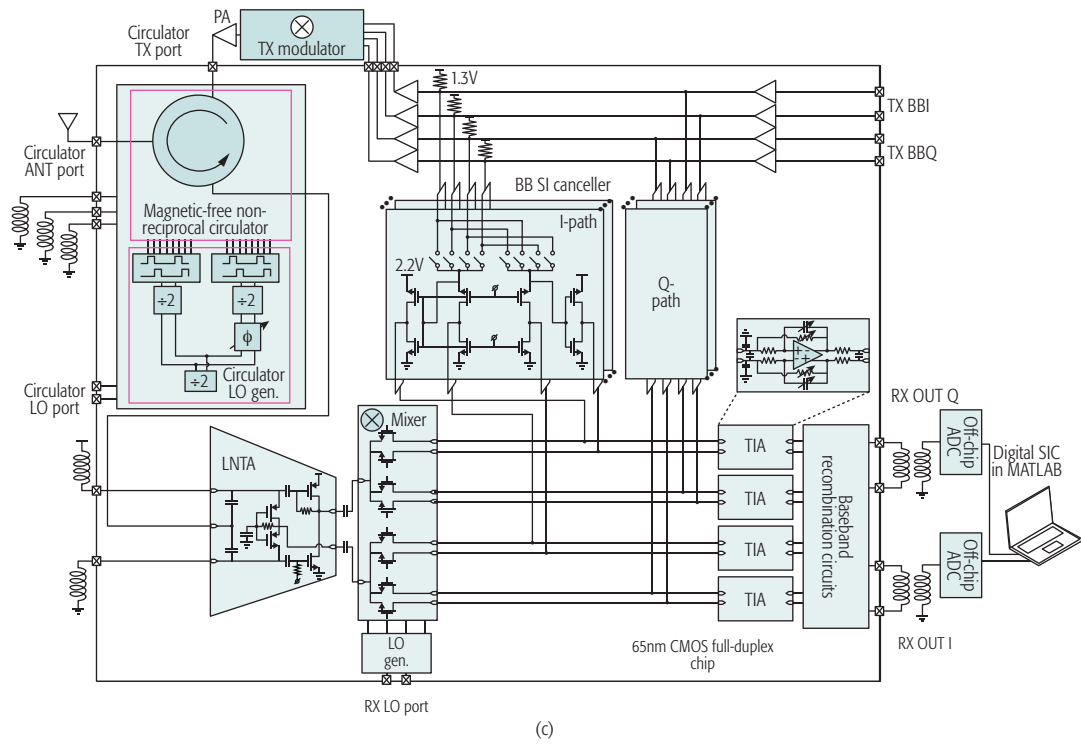 PA
Circulator
TX port
TX modulator
1.3V
TX BBI
TX BBQ
Circulator
ANT port
BB SI canceller
I-path
Magnetic-free non-
reciprocal circulator
2.2V
Q-
path
÷2
÷2
ϕ
÷2
Circulator
LO gen.
Circulator
LO port
RX OUT Q
Mixer
LNTA
TIA
Off-chip
ADC
Digital SIC
in MATLAB
TIA
Baseband
recombination circuits
TIA
Off-chip
ADC
TIA
LO
gen.
65nm CMOS full-duplex
chip
RX OUT I
RX LO port
(c)